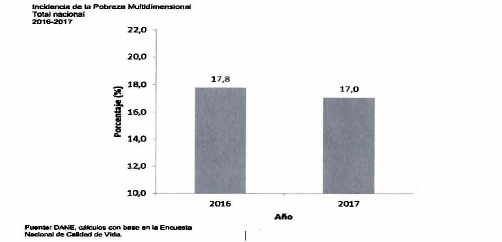 Incidencia de la Pobreza Multidimensional
Total nacional
2016-2017
22,0
20,0
18,0
16,0
14,0
12,0
10,0
Porcentaje (%)
17,8
17,0
2016
2017
Año
Fuente: DANE, cálculos con base en la Encuesta
Nacional de Calidad de Vida.